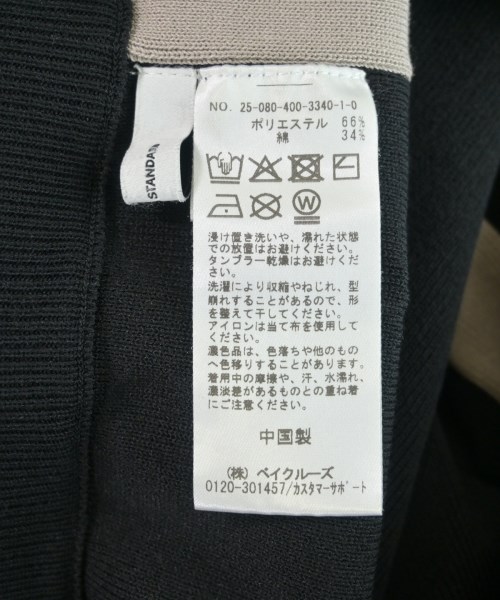 STANDA
NO. 25-080-400-3340-1-0
ポリエステル 66%
綿 34%
W
浸け置き洗いや、濡れた状態
での放置はお避けください。
タンブラー乾燥はお避けください。
洗濯により収縮やねじれ、型
崩れすることがあるので、形
を整えて干してください。
アイロンは当て布を使用して
ください。
濃色品は、色落ちや他のもの
へ色移りすることがあります。
着用中の摩擦や、汗、水濡れ、
濃淡差があるものとの重ね着
にご注意ください。
中国製
(株) ベイクルーズ
0120-301457/カスタマーサポート